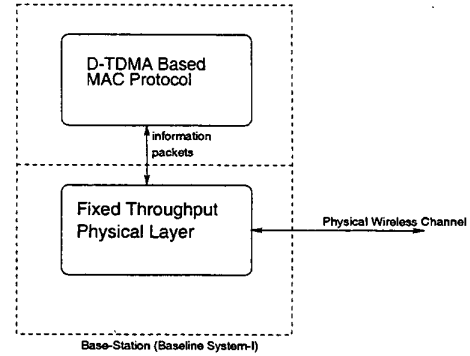 D-TDMA Based
MAC Protocol
information
packets
Fixed Throughput
Physical Layer
Physical Wireless Channel
Base-Station (Baseline System-I)